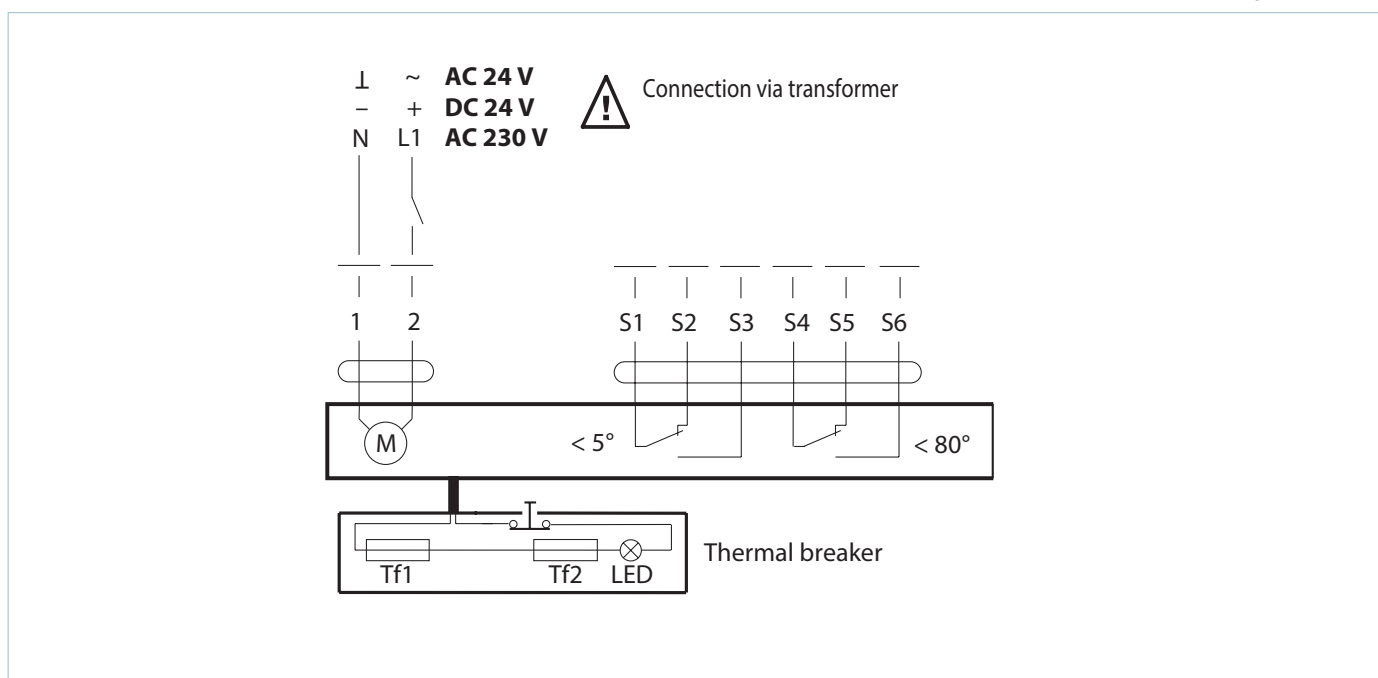 ⊥ ~ AC 24 V
Connection via transformer
− + DC 24 V
!
N L1 AC 230 V
1 2 S1 S2 S3 S4 S5 S6
M < 5° < 80°
Thermal breaker
Tf1 Tf2 LED